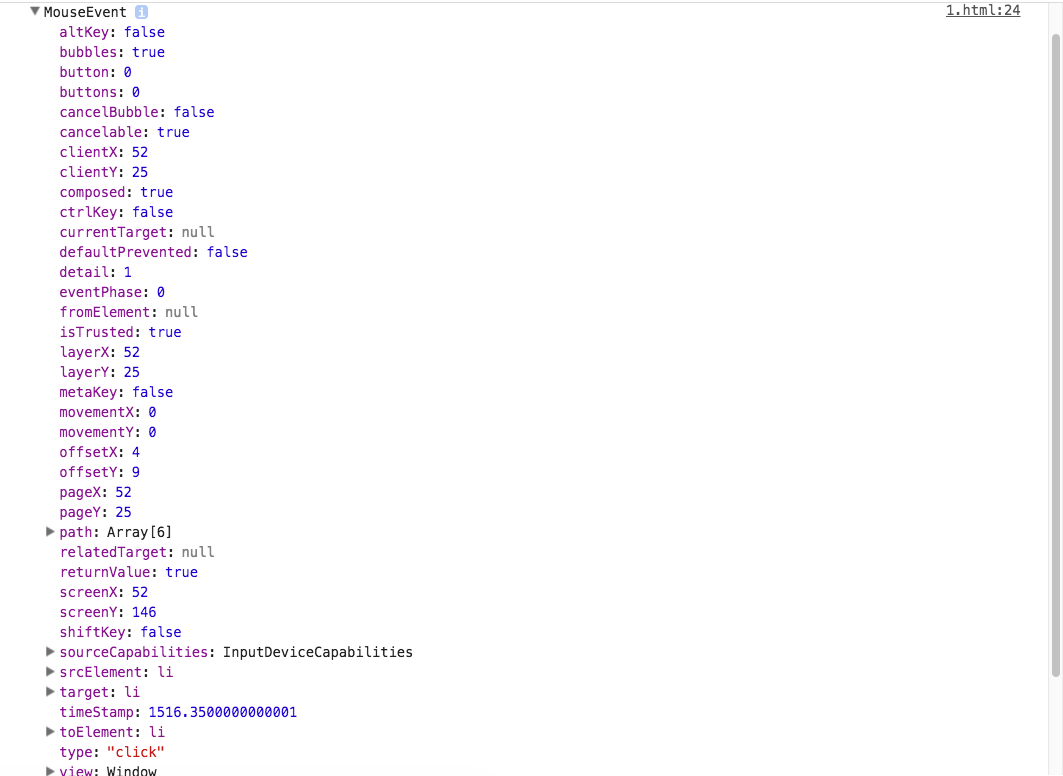 ▼MouseEvent i 1.html:24
altKey: false
bubbles: true
button: 0
buttons: 0
cancelBubble: false
cancelable: true
clientX: 52
clientY: 25
composed: true
ctrlKey: false
currentTarget: null
defaultPrevented: false
detail: 1
eventPhase: 0
fromElement: null
isTrusted: true
layerX: 52
layerY: 25
metaKey: false
movementX: 0
movementY: 0
offsetX: 4
offsetY: 9
pageX: 52
pageY: 25
▶path: Array[6]
relatedTarget: null
returnValue: true
screenX: 52
screenY: 146
shiftKey: false
▶sourceCapabilities: InputDeviceCapabilities
▶srcElement: li
▶target: li
timeStamp: 1516.3500000000001
▶toElement: li
type: "click"
▶view: Window